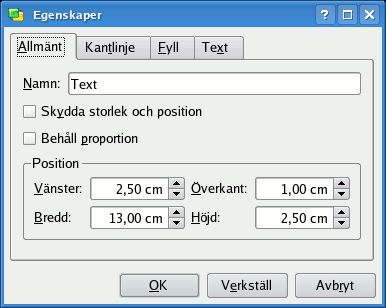 Egenskaper
Allmänt Kantlinje Fyll Text
Namn: Text
Skydda storlek och position
Behåll proportion
Position
Vänster: 2,50 cm Överkant: 1,00 cm
Bredd: 13,00 cm Höjd: 2,50 cm
OK Verkställ Avbryt